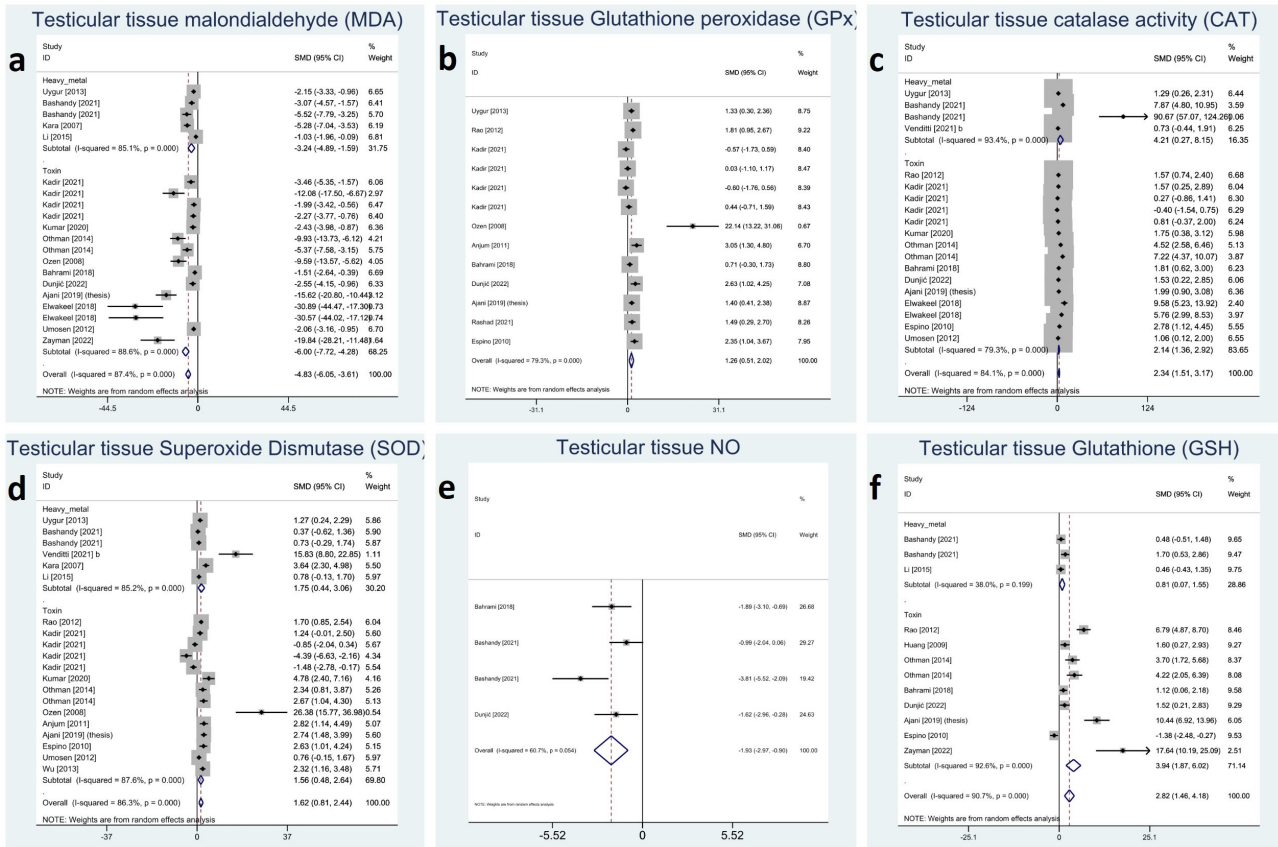 Testicular tissue malondialdehyde (MDA)
a
Study %
ID SMD (95% CI) Weight
Heavy_metal
Uygur [2013] -2.15 (-3.33, -0.96) 6.65
Bashandy [2021] -3.07 (-4.57, -1.57) 6.41
Bashandy [2021] -5.52 (-7.79, -3.25) 5.71
Kara [2007] -5.28 (-7.04, -3.53) 6.19
Li [2015] -1.03 (-1.96, -0.09) 6.81
Subtotal (I-squared = 85.1%, p = 0.000) -3.24 (-4.89, -1.59) 31.75
.
Toxin
Kadir [2021] -3.46 (-5.35, -1.57) 6.06
Kadir [2021] -12.08 (-17.50, -6.67) 2.97
Kadir [2021] -1.99 (-3.42, -0.56) 6.47
Kadir [2021] -2.27 (-3.77, -0.76) 6.40
Kumar [2020] -2.43 (-3.98, -0.87) 6.36
Othman [2014] -9.93 (-13.73, -6.12) 4.21
Othman [2014] -5.37 (-7.58, -3.15) 5.75
Ozen [2008] -9.59 (-13.57, -5.62) 4.05
Bahrami [2018] -1.51 (-2.64, -0.39) 6.69
Dunjić [2022] -2.55 (-4.15, -0.96) 6.33
Ajani [2019] (thesis) -15.62 (-20.80, -10.44) 3.12
Elwakeel [2018] -30.89 (-44.47, -17.30) 0.73
Elwakeel [2018] -30.57 (-44.02, -17.12) 0.74
Umosen [2012] -2.06 (-3.16, -0.95) 6.70
Zayman [2022] -19.84 (-28.21, -11.48) 1.64
Subtotal (I-squared = 88.6%, p = 0.000) -6.00 (-7.72, -4.28) 68.25
.
Overall (I-squared = 87.4%, p = 0.000) -4.83 (-6.05, -3.61) 100.00
NOTE: Weights are from random effects analysis
-44.5 0 44.5
Testicular tissue Glutathione peroxidase (GPx)
b
Study %
ID SMD (95% CI) Weight
Uygur [2013] 1.33 (0.30, 2.36) 8.75
Rao [2012] 1.81 (0.95, 2.67) 9.22
Kadir [2021] -0.57 (-1.73, 0.59) 8.40
Kadir [2021] 0.03 (-1.10, 1.17) 8.47
Kadir [2021] -0.60 (-1.76, 0.56) 8.39
Kadir [2021] 0.44 (-0.71, 1.59) 8.43
Ozen [2008] 22.14 (13.22, 31.06) 0.67
Anjum [2011] 3.05 (1.30, 4.80) 6.70
Bahrami [2018] 0.71 (-0.30, 1.73) 8.80
Dunjić [2022] 2.63 (1.02, 4.25) 7.08
Ajani [2019] (thesis) 1.40 (0.41, 2.38) 8.87
Rashad [2021] 1.49 (0.29, 2.70) 8.26
Espino [2010] 2.35 (1.04, 3.67) 7.95
Overall (I-squared = 79.3%, p = 0.000) 1.26 (0.51, 2.02) 100.00
NOTE: Weights are from random effects analysis
-31.1 0 31.1
Testicular tissue catalase activity (CAT)
c
Study %
ID SMD (95% CI) Weight
Heavy_metal
Uygur [2013] 1.29 (0.26, 2.31) 6.44
Bashandy [2021] 7.87 (4.80, 10.95) 3.59
Bashandy [2021] 90.67 (57.07, 124.26) 0.06
Venditti [2021] b 0.73 (-0.44, 1.91) 6.25
Subtotal (I-squared = 93.4%, p = 0.000) 4.21 (0.27, 8.15) 16.35
.
Toxin
Rao [2012] 1.57 (0.74, 2.40) 6.68
Kadir [2021] 1.57 (0.25, 2.89) 6.04
Kadir [2021] 0.27 (-0.86, 1.41) 6.30
Kadir [2021] -0.40 (-1.54, 0.75) 6.29
Kadir [2021] 0.81 (-0.37, 2.00) 6.24
Kumar [2020] 1.75 (0.38, 3.12) 5.98
Othman [2014] 4.52 (2.58, 6.46) 5.13
Othman [2014] 7.22 (4.37, 10.07) 3.87
Bahrami [2018] 1.81 (0.62, 3.00) 6.23
Dunjić [2022] 1.53 (0.22, 2.85) 6.06
Ajani [2019] (thesis) 1.99 (0.90, 3.08) 6.36
Elwakeel [2018] 9.58 (5.23, 13.92) 2.40
Elwakeel [2018] 5.76 (2.99, 8.53) 3.97
Espino [2010] 2.78 (1.12, 4.45) 5.55
Umosen [2012] 1.06 (0.12, 2.00) 6.55
Subtotal (I-squared = 79.3%, p = 0.000) 2.14 (1.36, 2.92) 83.65
.
Overall (I-squared = 84.1%, p = 0.000) 2.34 (1.51, 3.17) 100.00
NOTE: Weights are from random effects analysis
-124 0 124
Testicular tissue Superoxide Dismutase (SOD)
d
Study %
ID SMD (95% CI) Weight
Heavy_metal
Uygur [2013] 1.27 (0.24, 2.29) 5.86
Bashandy [2021] 0.37 (-0.62, 1.36) 5.90
Bashandy [2021] 0.73 (-0.29, 1.74) 5.87
Venditti [2021] b 15.83 (8.80, 22.85) 1.11
Kara [2007] 3.64 (2.30, 4.98) 5.50
Li [2015] 0.78 (-0.13, 1.70) 5.97
Subtotal (I-squared = 85.2%, p = 0.000) 1.75 (0.44, 3.06) 30.20
.
Toxin
Rao [2012] 1.70 (0.85, 2.54) 6.04
Kadir [2021] 1.24 (-0.01, 2.50) 5.60
Kadir [2021] -0.85 (-2.04, 0.34) 5.67
Kadir [2021] -4.39 (-6.63, -2.16) 4.34
Kadir [2021] -1.48 (-2.78, -0.17) 5.54
Kumar [2020] 4.78 (2.40, 7.16) 4.16
Othman [2014] 2.34 (0.81, 3.87) 5.26
Othman [2014] 2.67 (1.04, 4.30) 5.13
Ozen [2008] 26.38 (15.77, 36.98) 0.54
Anjum [2011] 2.82 (1.14, 4.49) 5.07
Ajani [2019] (thesis) 2.74 (1.48, 3.99) 5.60
Espino [2010] 2.63 (1.01, 4.24) 5.15
Umosen [2012] 0.76 (-0.15, 1.67) 5.97
Wu [2013] 2.32 (1.16, 3.48) 5.71
Subtotal (I-squared = 87.6%, p = 0.000) 1.56 (0.48, 2.64) 69.80
.
Overall (I-squared = 86.3%, p = 0.000) 1.62 (0.81, 2.44) 100.00
NOTE: Weights are from random effects analysis
-37 0 37
Testicular tissue NO
e
Study %
ID SMD (95% CI) Weight
Bahrami [2018] -1.89 (-3.10, -0.69) 26.68
Bashandy [2021] -0.99 (-2.04, 0.06) 29.27
Bashandy [2021] -3.81 (-5.52, -2.09) 19.42
Dunjić [2022] -1.62 (-2.96, -0.28) 24.63
Overall (I-squared = 60.7%, p = 0.054) -1.93 (-2.97, -0.90) 100.00
NOTE: Weights are from random effects analysis
-5.52 0 5.52
Testicular tissue Glutathione (GSH)
f
Study %
ID SMD (95% CI) Weight
Heavy_metal
Bashandy [2021] 0.48 (-0.51, 1.48) 9.65
Bashandy [2021] 1.70 (0.53, 2.86) 9.47
Li [2015] 0.46 (-0.43, 1.35) 9.75
Subtotal (I-squared = 38.0%, p = 0.199) 0.81 (0.07, 1.55) 28.86
.
Toxin
Rao [2012] 6.79 (4.87, 8.70) 8.46
Huang [2009] 1.60 (0.27, 2.93) 9.27
Othman [2014] 3.70 (1.72, 5.68) 8.37
Othman [2014] 4.22 (2.05, 6.39) 8.08
Bahrami [2018] 1.12 (0.06, 2.18) 9.58
Dunjić [2022] 1.52 (0.21, 2.83) 9.29
Ajani [2019] (thesis) 10.44 (6.92, 13.96) 6.05
Espino [2010] -1.38 (-2.48, -0.27) 9.53
Zayman [2022] 17.64 (10.19, 25.09) 2.51
Subtotal (I-squared = 92.6%, p = 0.000) 3.94 (1.87, 6.02) 71.14
.
Overall (I-squared = 90.7%, p = 0.000) 2.82 (1.46, 4.18) 100.00
NOTE: Weights are from random effects analysis
-25.1 0 25.1